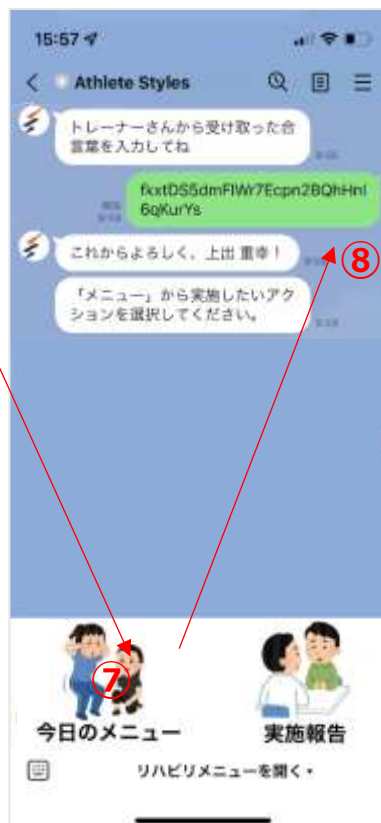 15:57
Athlete Styles
トレーナーさんから受け取った合
言葉を入力してね
これからよろしく、上出 重幸！
⑧
「メニュー」から実施したいアク
ションを選択してください。
⑦
今日のメニュー
実施報告
リハビリメニューを開く